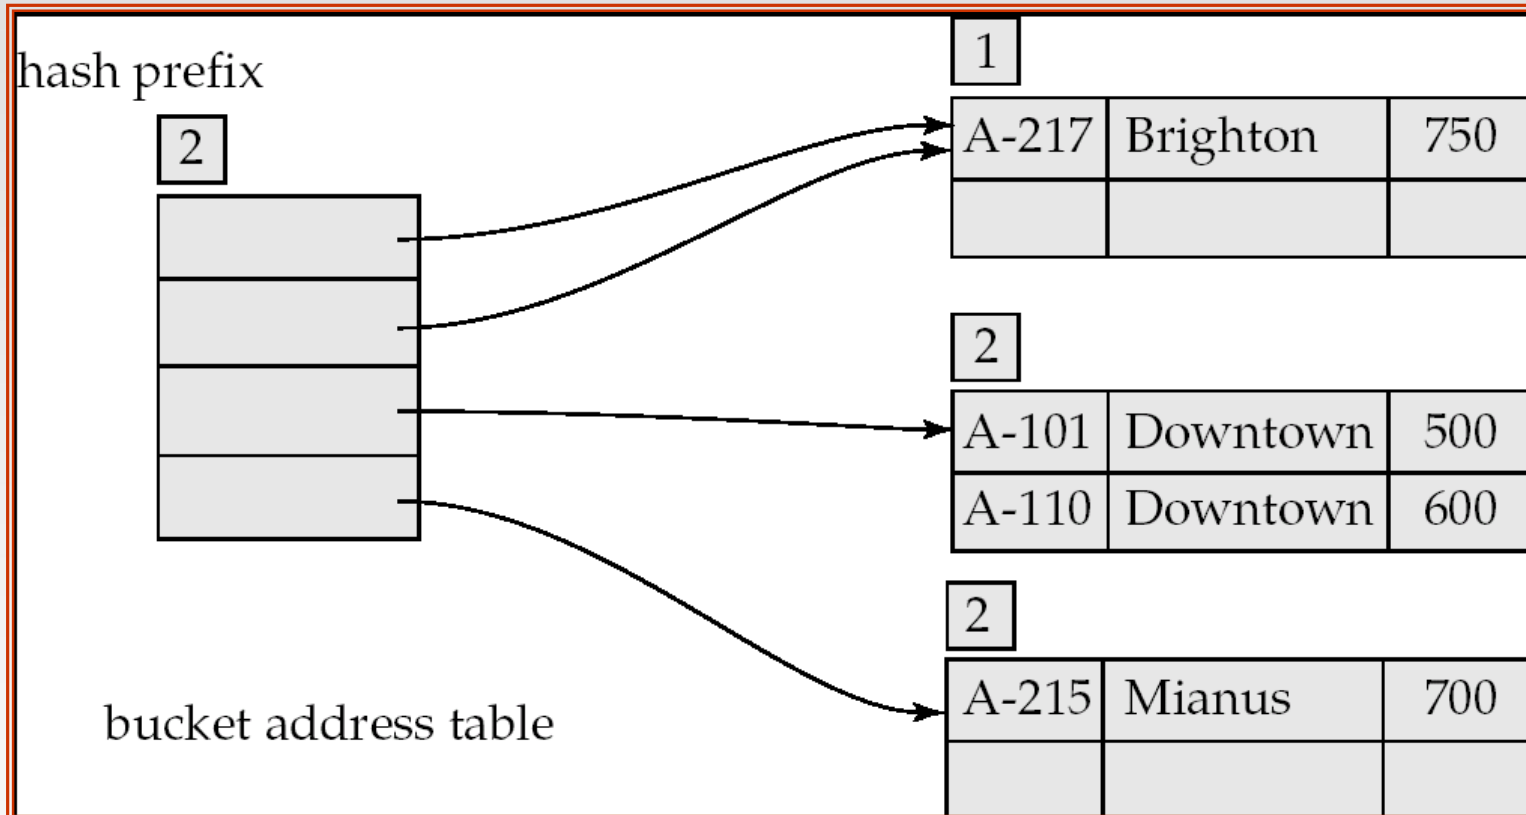 hash prefix
2
bucket address table
1
A-217 Brighton 750
2
A-101 Downtown 500
A-110 Downtown 600
2
A-215 Mianus 700